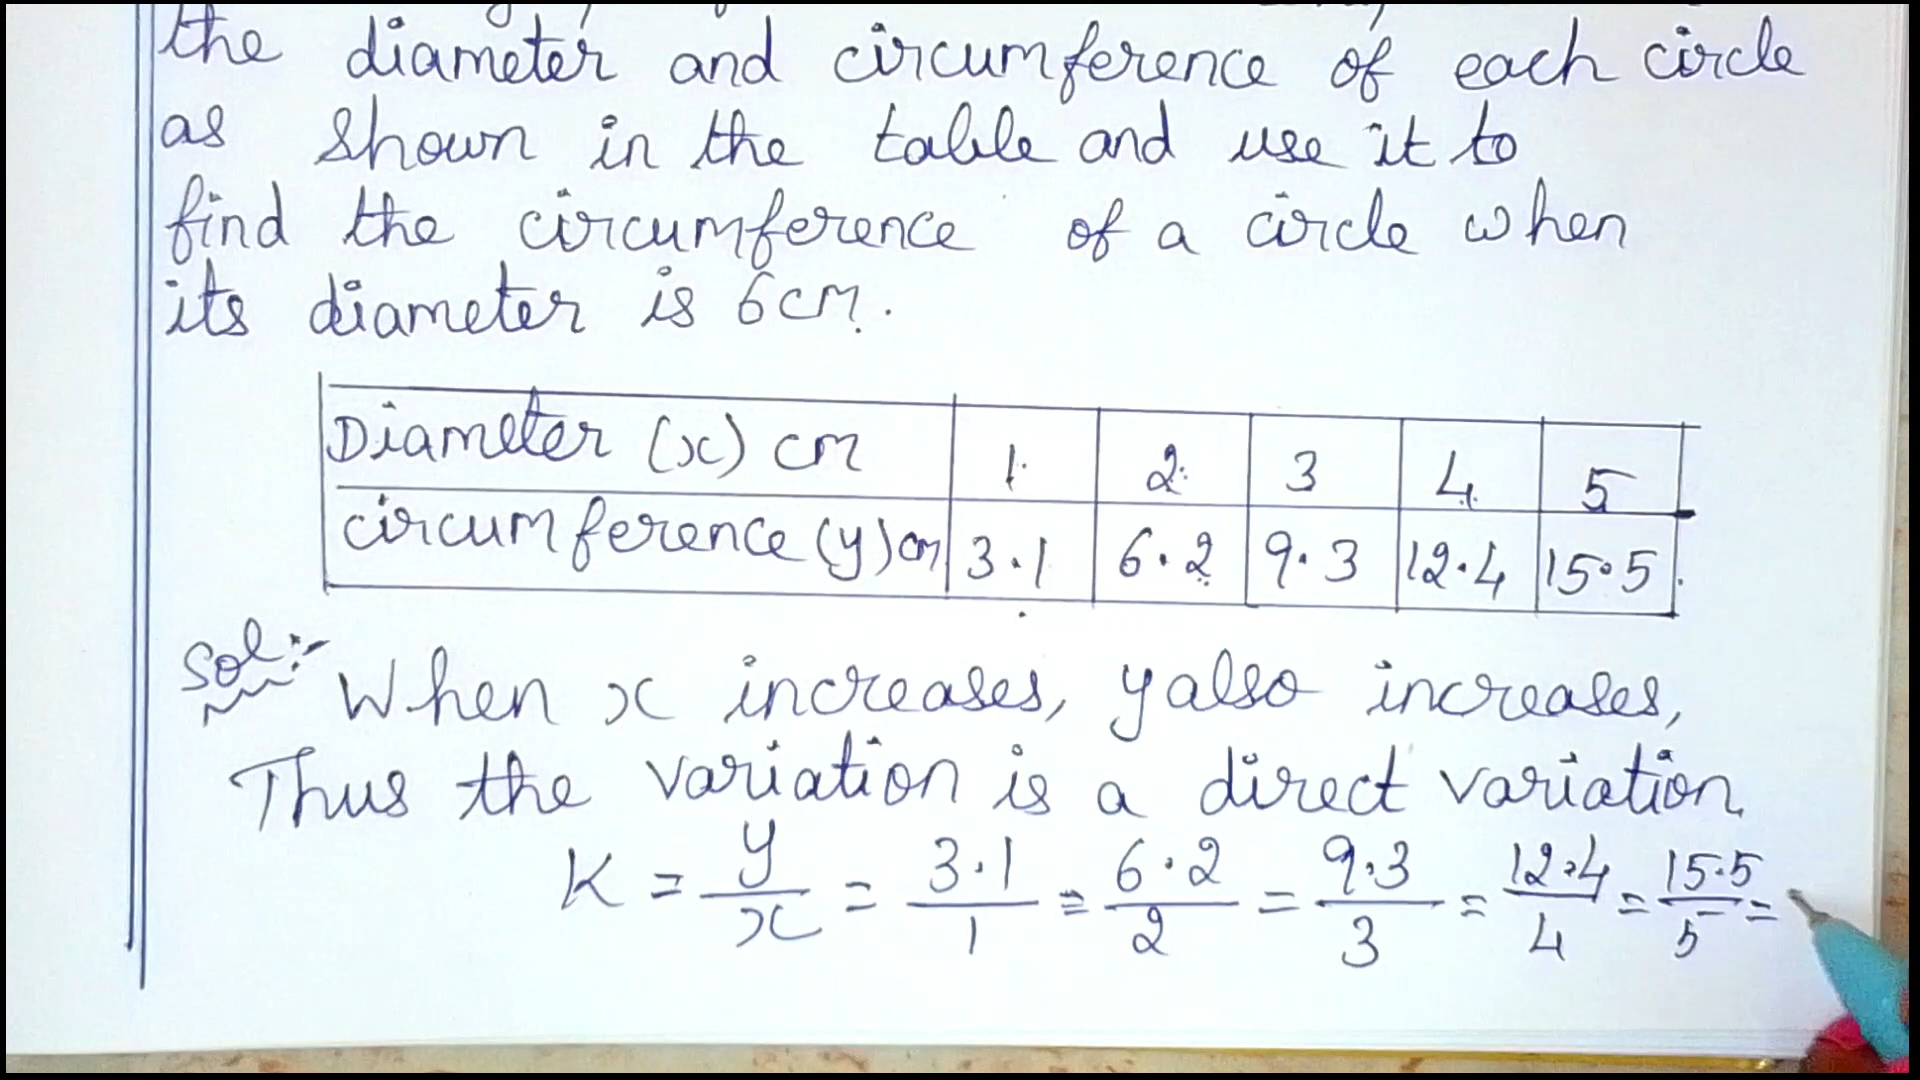 the diameter and circumference of each circle
as shown in the table and use it to
find the circumference of a circle when
its diameter is 6cm.
Diameter (x) cm 1 2 3 4 5
circumference (y) cm 3.1 6.2 9.3 12.4 15.5
Sol:- When x increases, y also increases,
Thus the variation is a direct variation.
K = y/x = 3.1/1 = 6.2/2 = 9.3/3 = 12.4/4 = 15.5/5 =